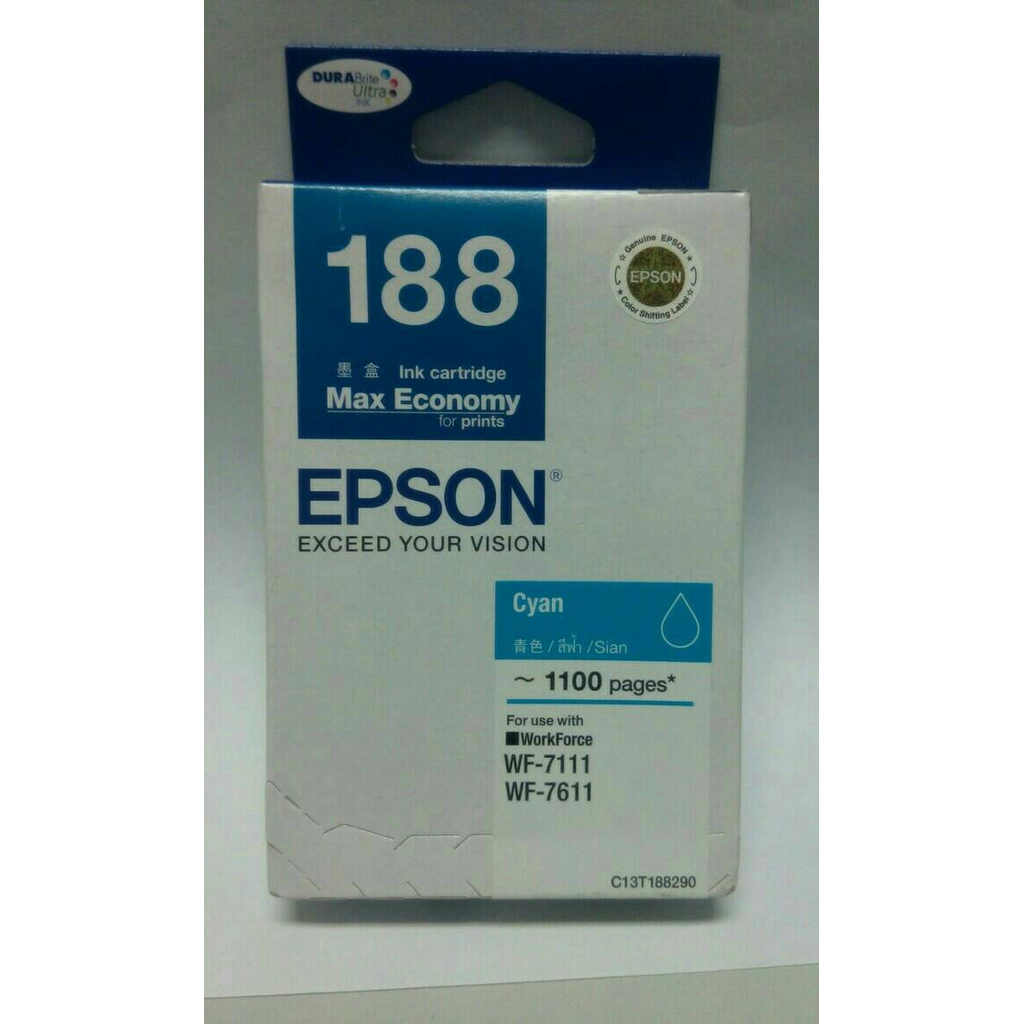 DURABrite
Ultra
INK
188
墨 盒 Ink cartridge
Max Economy
for prints
Genuine EPSON
EPSON
Color Shifting Label
EPSON®
EXCEED YOUR VISION
Cyan
青色 / สีฟ้า /Sian
~ 1100 pages*
For use with
WorkForce
WF-7111
WF-7611
C13T188290